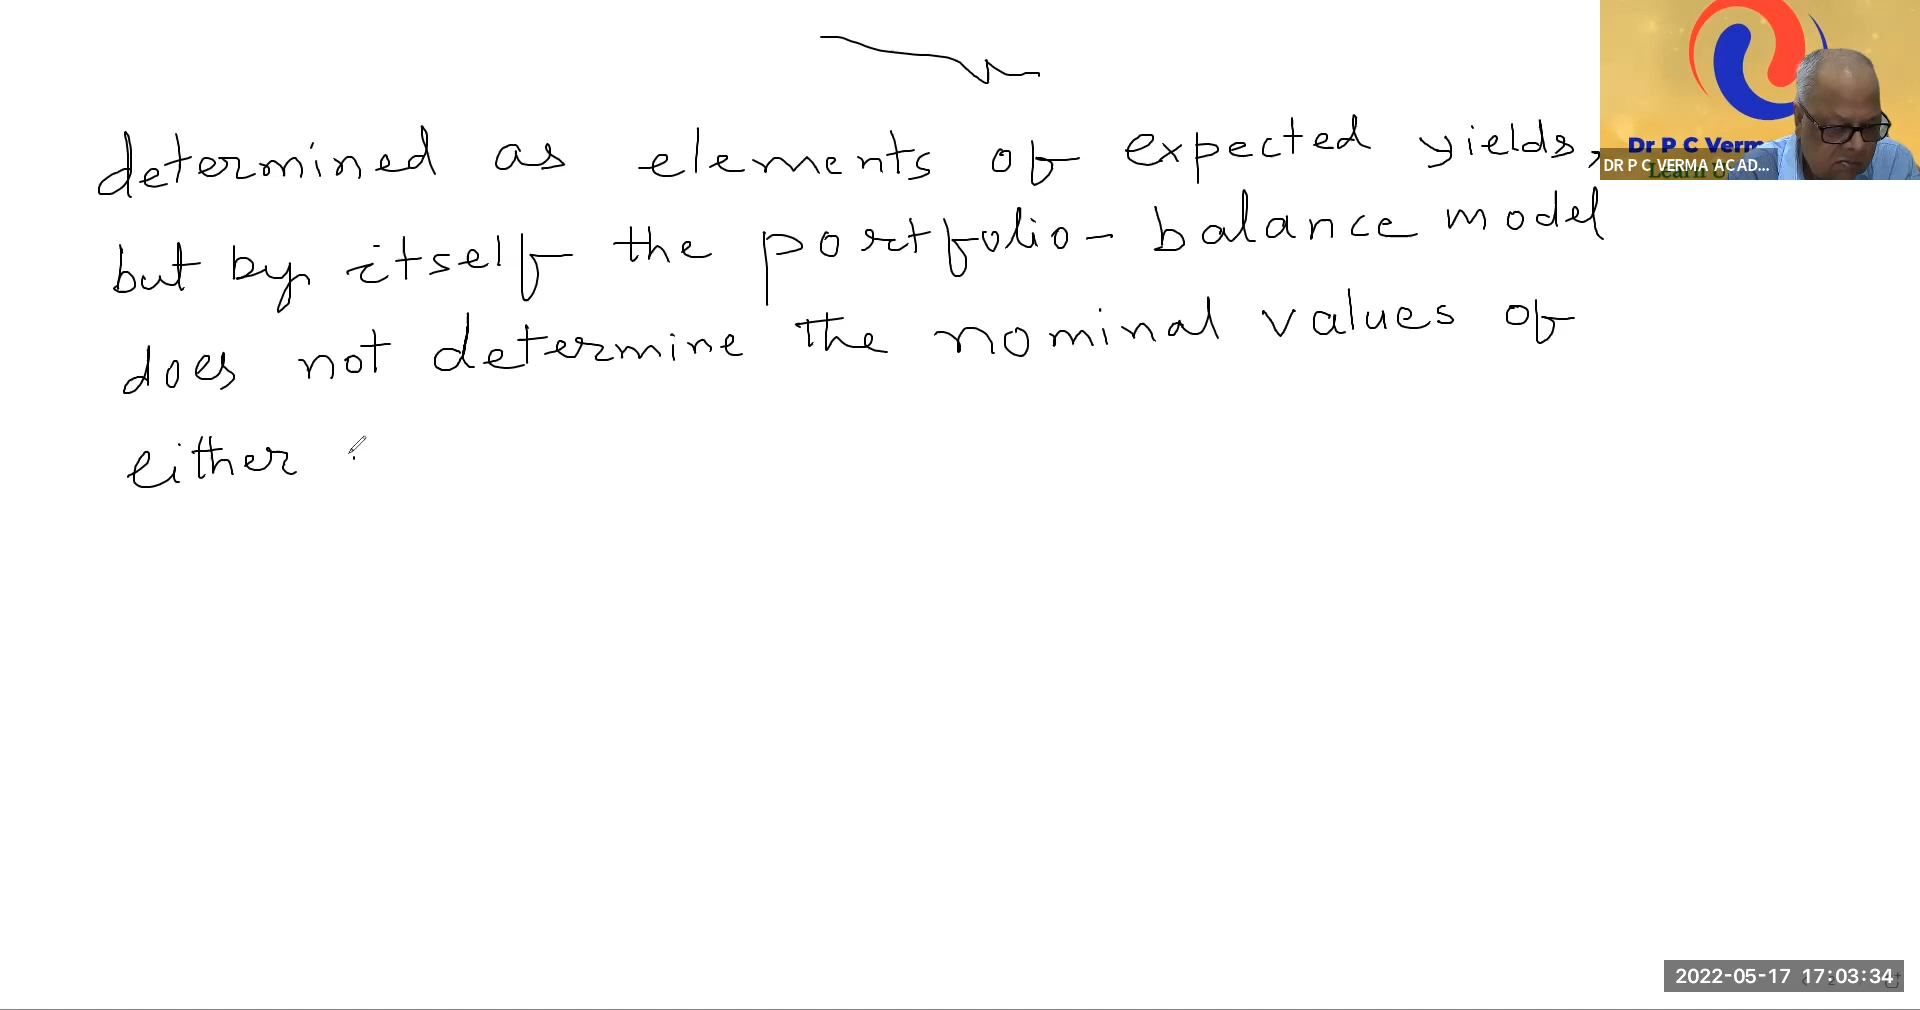 Dr P C Verm
DR P C VERMA ACAD...
Learn U
determined as elements of expected yields,
but by itself the portfolio - balance model
does not determine the nominal values of
either
2022-05-17 17:03:34